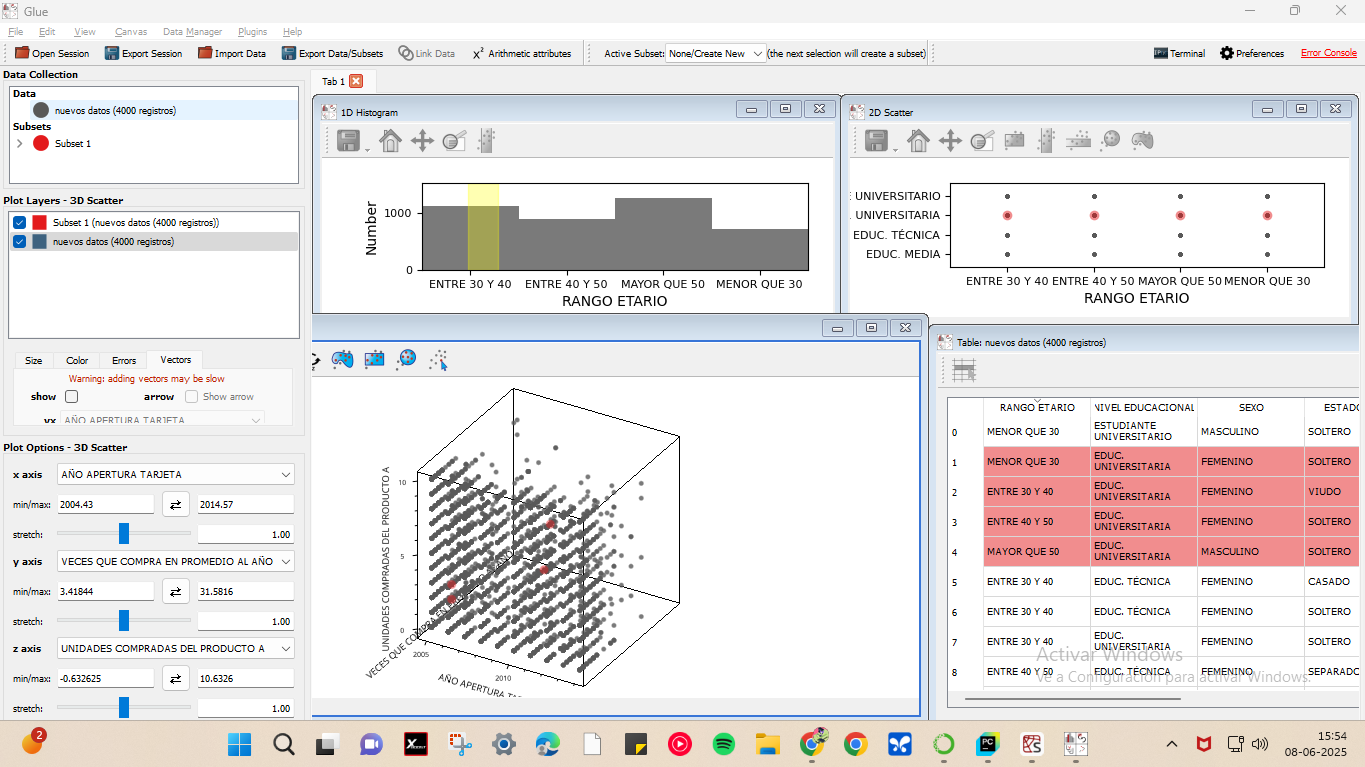 Glue
File Edit View Canvas Data Manager Plugins Help
Open Session Export Session Import Data Export Data/Subsets Link Data Arithmetic attributes Active Subset: None/Create New (the next selection will create a subset) Terminal Preferences Error Console
Data Collection
Data
nuevos datos (4000 registros)
Subsets
Subset 1
Plot Layers - 3D Scatter
Subset 1 (nuevos datos (4000 registros))
nuevos datos (4000 registros)
Size Color Errors Vectors
Warning: adding vectors may be slow
show arrow Show arrow
vx AÑO APERTURA TARJETA
Plot Options - 3D Scatter
x axis AÑO APERTURA TARJETA
min/max: 2004.43 2014.57
stretch: 1.00
y axis VECES QUE COMPRA EN PROMEDIO AL AÑO
min/max: 3.41844 31.5816
stretch: 1.00
z axis UNIDADES COMPRADAS DEL PRODUCTO A
min/max: -0.632625 10.6326
stretch: 1.00
Tab 1
1D Histogram
Number
1000
0
ENTRE 30 Y 40 ENTRE 40 Y 50 MAYOR QUE 50 MENOR QUE 30
RANGO ETARIO
2D Scatter
UNIVERSITARIO
. UNIVERSITARIA
EDUC. TÉCNICA
EDUC. MEDIA
ENTRE 30 Y 40 ENTRE 40 Y 50 MAYOR QUE 50 MENOR QUE 30
RANGO ETARIO
UNIDADES COMPRADAS DEL PRODUCTO A
10
5
0
VECES QUE COMPRA EN
2005
2010
AÑO APERTURA
Table: nuevos datos (4000 registros)
RANGO ETARIO NIVEL EDUCACIONAL SEXO ESTADO
0 MENOR QUE 30 ESTUDIANTE UNIVERSITARIO MASCULINO SOLTERO
1 MENOR QUE 30 EDUC. UNIVERSITARIA FEMENINO SOLTERO
2 ENTRE 30 Y 40 EDUC. UNIVERSITARIA FEMENINO VIUDO
3 ENTRE 40 Y 50 EDUC. UNIVERSITARIA FEMENINO SOLTERO
4 MAYOR QUE 50 EDUC. UNIVERSITARIA MASCULINO SOLTERO
5 ENTRE 30 Y 40 EDUC. TÉCNICA FEMENINO CASADO
6 ENTRE 30 Y 40 EDUC. TÉCNICA FEMENINO SOLTERO
7 ENTRE 30 Y 40 EDUC. UNIVERSITARIA FEMENINO SOLTERO
8 ENTRE 40 Y 50 EDUC. TÉCNICA FEMENINO SEPARADO
Activar Windows
Ve a Configuración para activar Windows.
2
15:54
08-06-2025